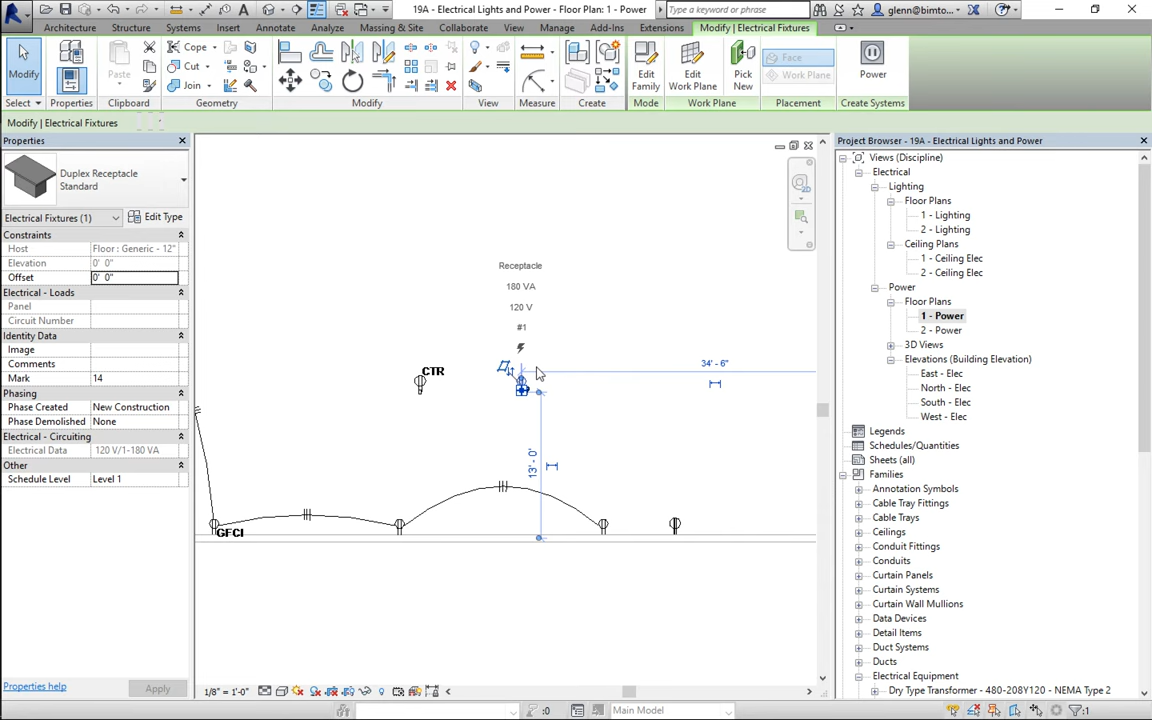 19A - Electrical Lights and Power - Floor Plan: 1 - Power
Type a keyword or phrase
glenn@bimto...
Architecture Structure Systems Insert Annotate Analyze Massing & Site Collaborate View Manage Add-Ins Extensions Modify | Electrical Fixtures
Modify
Paste
Cope
Cut
Join
Edit Family
Edit Work Plane
Pick New
Face
Work Plane
Power
Select Properties Clipboard Geometry Modify View Measure Create Mode Work Plane Placement Create Systems
Modify | Electrical Fixtures
Properties
Duplex Receptacle
Standard
Electrical Fixtures (1) Edit Type
Constraints
Host Floor : Generic - 12"
Elevation 0' 0"
Offset 0' 0"
Electrical - Loads
Panel
Circuit Number
Identity Data
Image
Comments
Mark 14
Phasing
Phase Created New Construction
Phase Demolished None
Electrical - Circuiting
Electrical Data 120 V/1-180 VA
Other
Schedule Level Level 1
Properties help Apply
Receptacle
180 VA
120 V
#1
34' - 6"
CTR
13' - 0"
GFCI
1/8" = 1'-0"
:0
Main Model
:1
Project Browser - 19A - Electrical Lights and Power
Views (Discipline)
Electrical
Lighting
Floor Plans
1 - Lighting
2 - Lighting
Ceiling Plans
1 - Ceiling Elec
2 - Ceiling Elec
Power
Floor Plans
1 - Power
2 - Power
3D Views
Elevations (Building Elevation)
East - Elec
North - Elec
South - Elec
West - Elec
Legends
Schedules/Quantities
Sheets (all)
Families
Annotation Symbols
Cable Tray Fittings
Cable Trays
Ceilings
Conduit Fittings
Conduits
Curtain Panels
Curtain Systems
Curtain Wall Mullions
Data Devices
Detail Items
Duct Systems
Ducts
Electrical Equipment
Dry Type Transformer - 480-208Y120 - NEMA Type 2